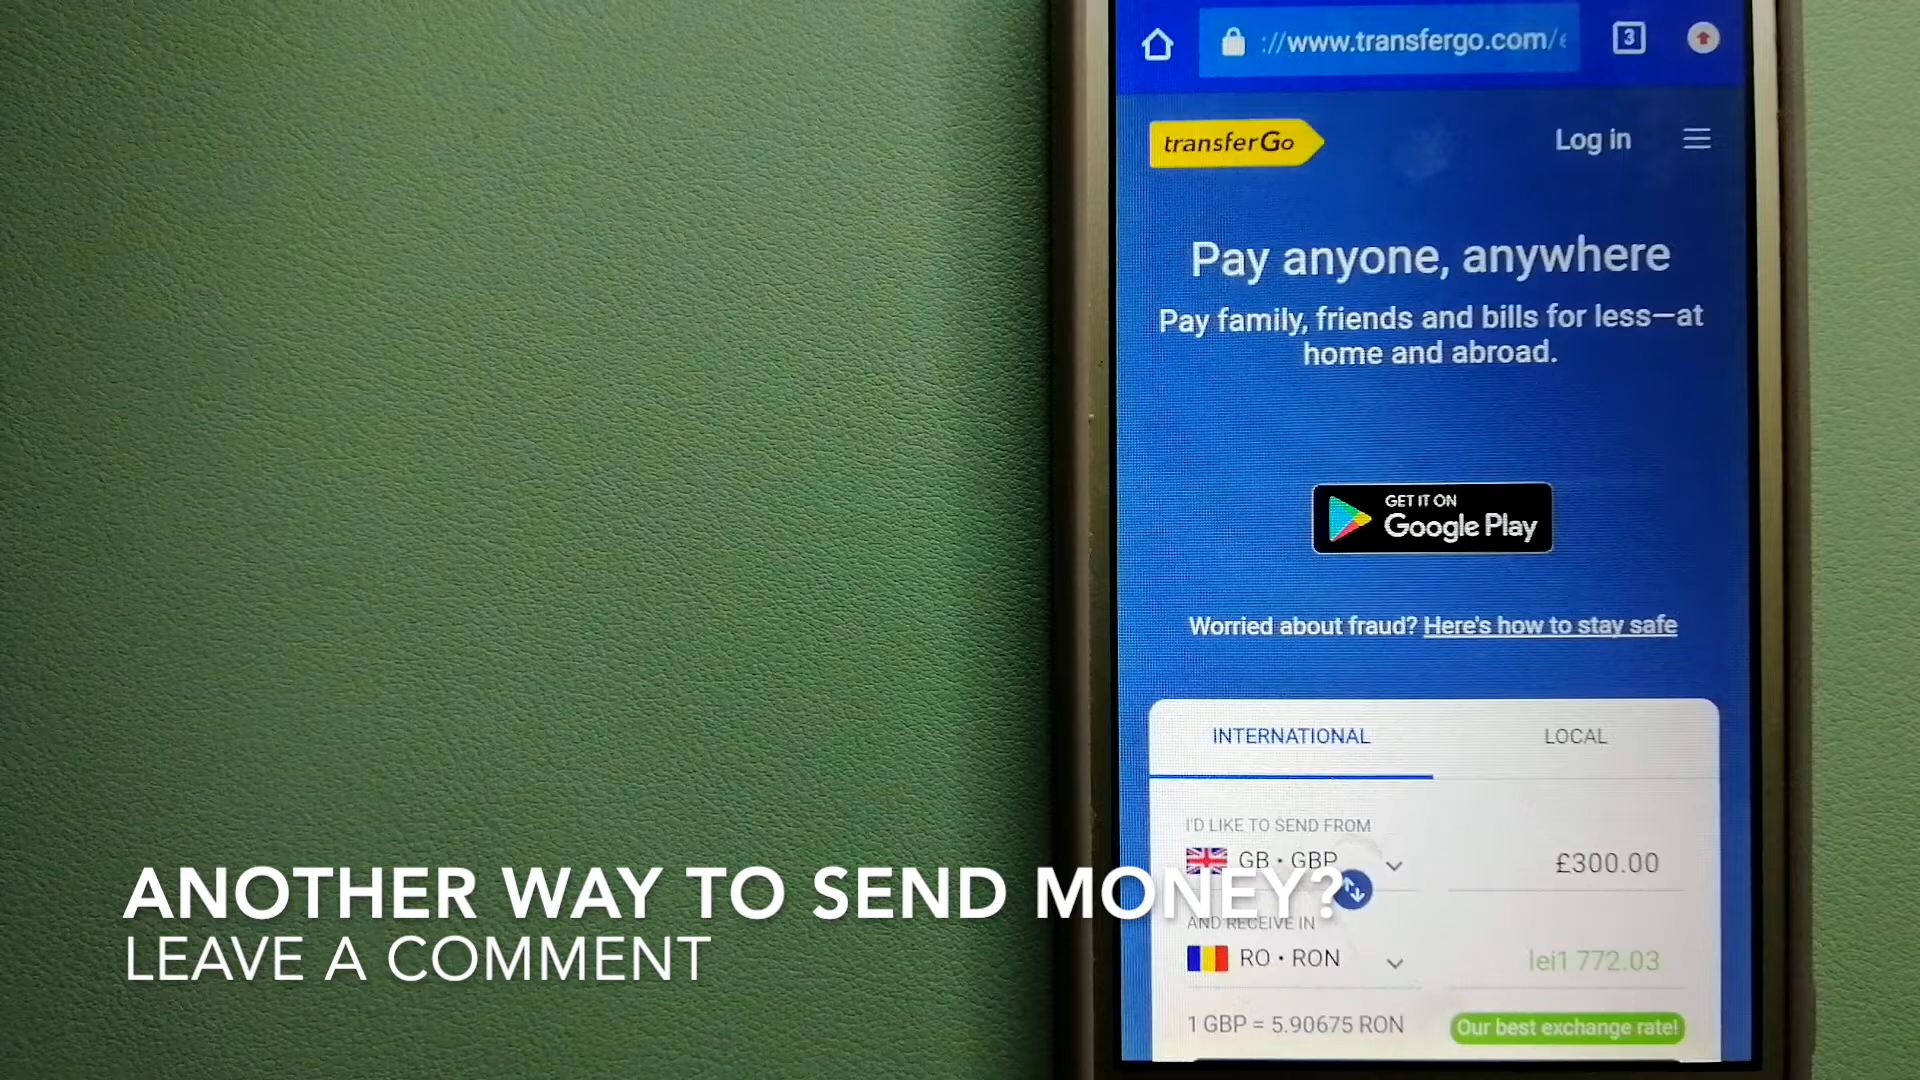 ://www.transfergo.com/
3
transferGo
Log in
Pay anyone, anywhere
Pay family, friends and bills for less—at
home and abroad.
GET IT ON
Google Play
Worried about fraud? Here's how to stay safe
INTERNATIONAL
LOCAL
I'D LIKE TO SEND FROM
GB • GBP
£300.00
ANOTHER WAY TO SEND MONEY?
AND RECEIVE IN
LEAVE A COMMENT
RO • RON
lei1 772.03
1 GBP = 5.90675 RON
Our best exchange rate!